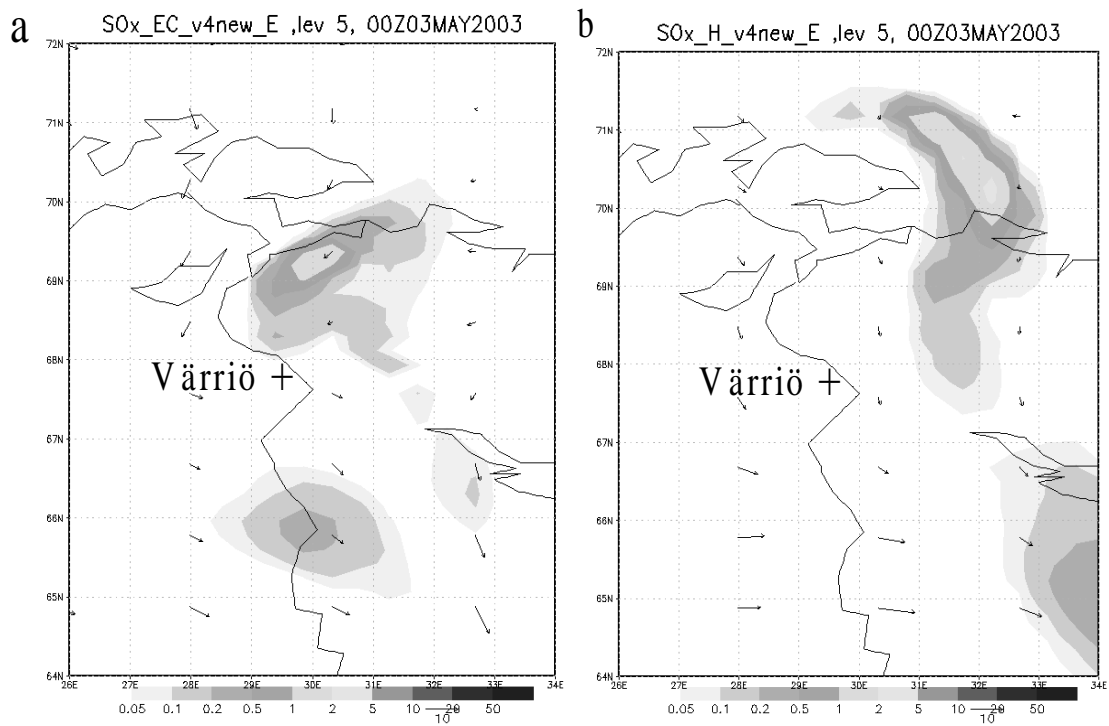 a
SOx_EC_v4new_E ,lev 5, 00Z03MAY2003
72N
71N
70N
69N
68N
67N
66N
65N
64N
Värriö +
26E 27E 28E 29E 30E 31E 32E 33E 34E
0.05 0.1 0.2 0.5 1 2 5 10 20 50
10
b
SOx_H_v4new_E ,lev 5, 00Z03MAY2003
72N
71N
70N
69N
68N
67N
66N
65N
64N
Värriö +
26E 27E 28E 29E 30E 31E 32E 33E 34E
0.05 0.1 0.2 0.5 1 2 5 10 20 50
10